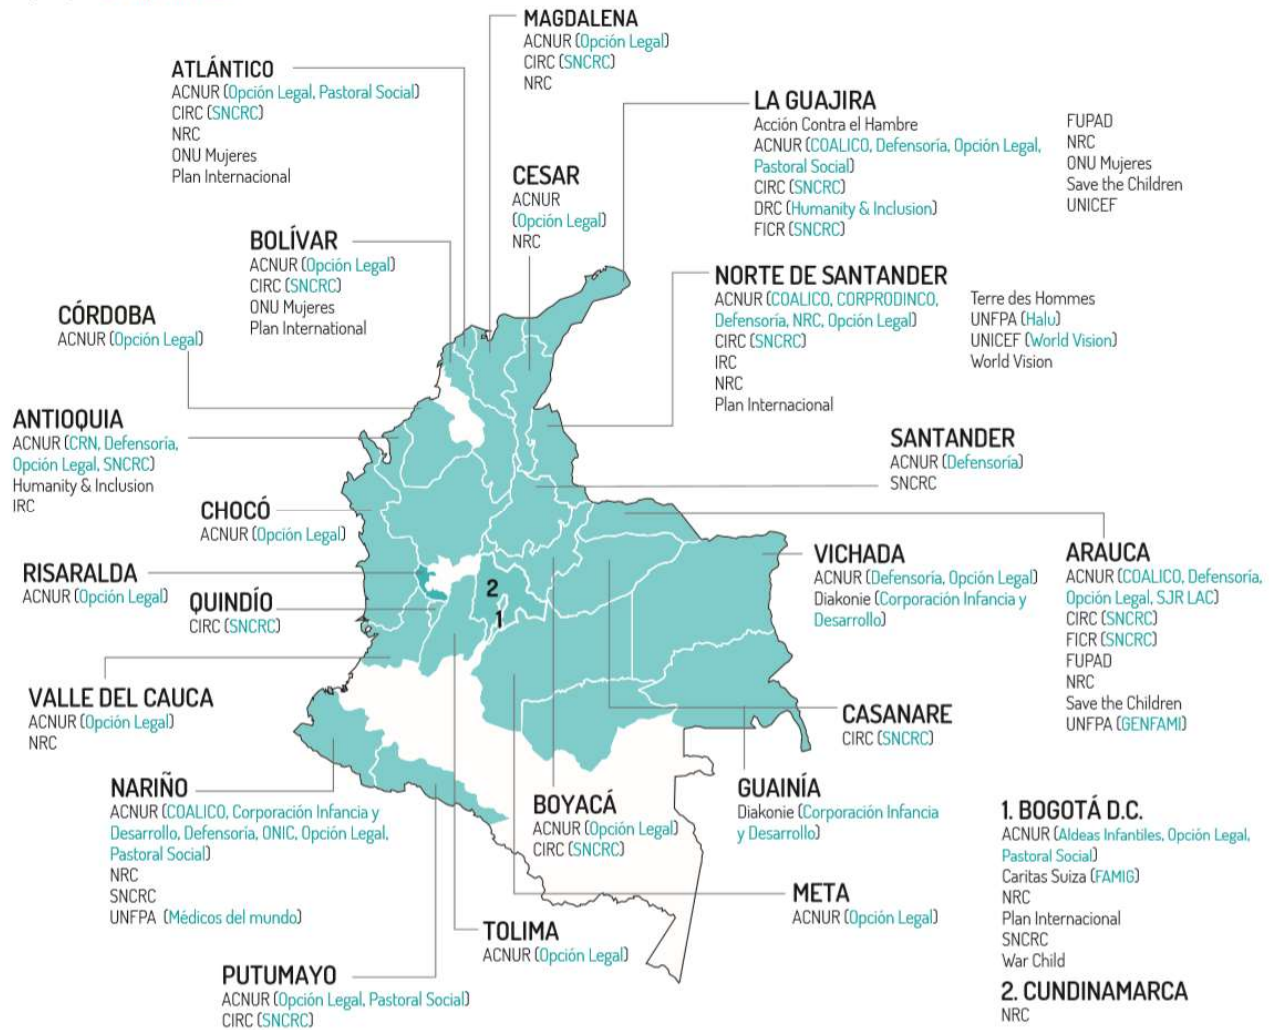 MAGDALENA
ACNUR (Opción Legal)
CIRC (SNCRC)
NRC
ATLÁNTICO
ACNUR (Opción Legal, Pastoral Social)
CIRC (SNCRC)
NRC
ONU Mujeres
Plan Internacional
LA GUAJIRA
Acción Contra el Hambre
ACNUR (COALICO, Defensoría, Opción Legal,
Pastoral Social)
CIRC (SNCRC)
DRC (Humanity & Inclusion)
FICR (SNCRC)
FUPAD
NRC
ONU Mujeres
Save the Children
UNICEF
CESAR
ACNUR
(Opción Legal)
NRC
BOLÍVAR
ACNUR (Opción Legal)
CIRC (SNCRC)
ONU Mujeres
Plan International
NORTE DE SANTANDER
ACNUR (COALICO, CORPRODINCO,
Defensoría, NRC, Opción Legal)
CIRC (SNCRC)
IRC
NRC
Plan Internacional
Terre des Hommes
UNFPA (Halu)
UNICEF (World Vision)
World Vision
CÓRDOBA
ACNUR (Opción Legal)
ANTIOQUIA
ACNUR (CRN, Defensoría,
Opción Legal, SNCRC)
Humanity & Inclusion
IRC
SANTANDER
ACNUR (Defensoría)
SNCRC
CHOCÓ
ACNUR (Opción Legal)
RISARALDA
ACNUR (Opción Legal)
QUINDÍO
CIRC (SNCRC)
2
1
VICHADA
ACNUR (Defensoría, Opción Legal)
Diakonie (Corporación Infancia y
Desarrollo)
ARAUCA
ACNUR (COALICO, Defensoría,
Opción Legal, SJR LAC)
CIRC (SNCRC)
FICR (SNCRC)
FUPAD
NRC
Save the Children
UNFPA (GENFAMI)
VALLE DEL CAUCA
ACNUR (Opción Legal)
NRC
CASANARE
CIRC (SNCRC)
NARIÑO
ACNUR (COALICO, Corporación Infancia y
Desarrollo, Defensoría, ONIC, Opción Legal,
Pastoral Social)
NRC
SNCRC
UNFPA (Médicos del mundo)
BOYACÁ
ACNUR (Opción Legal)
CIRC (SNCRC)
GUAINÍA
Diakonie (Corporación Infancia
y Desarrollo)
1. BOGOTÁ D.C.
ACNUR (Aldeas Infantiles, Opción Legal,
Pastoral Social)
Caritas Suiza (FAMIG)
NRC
Plan Internacional
SNCRC
War Child
2. CUNDINAMARCA
NRC
META
ACNUR (Opción Legal)
TOLIMA
ACNUR (Opción Legal)
PUTUMAYO
ACNUR (Opción Legal, Pastoral Social)
CIRC (SNCRC)